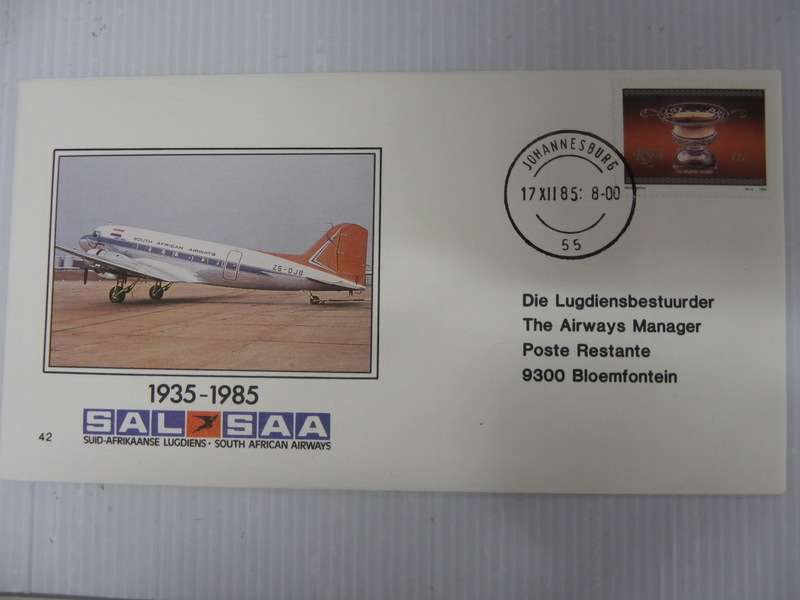 JOHANNESBURG
17 XII 85: 8-00
55
SOUTH AFRICAN AIRWAYS
ZS-DJB
Die Lugdiensbestuurder
The Airways Manager
Poste Restante
9300 Bloemfontein
1935-1985
SAL SAA
SUID-AFRIKAANSE LUGDIENS • SOUTH AFRICAN AIRWAYS
42